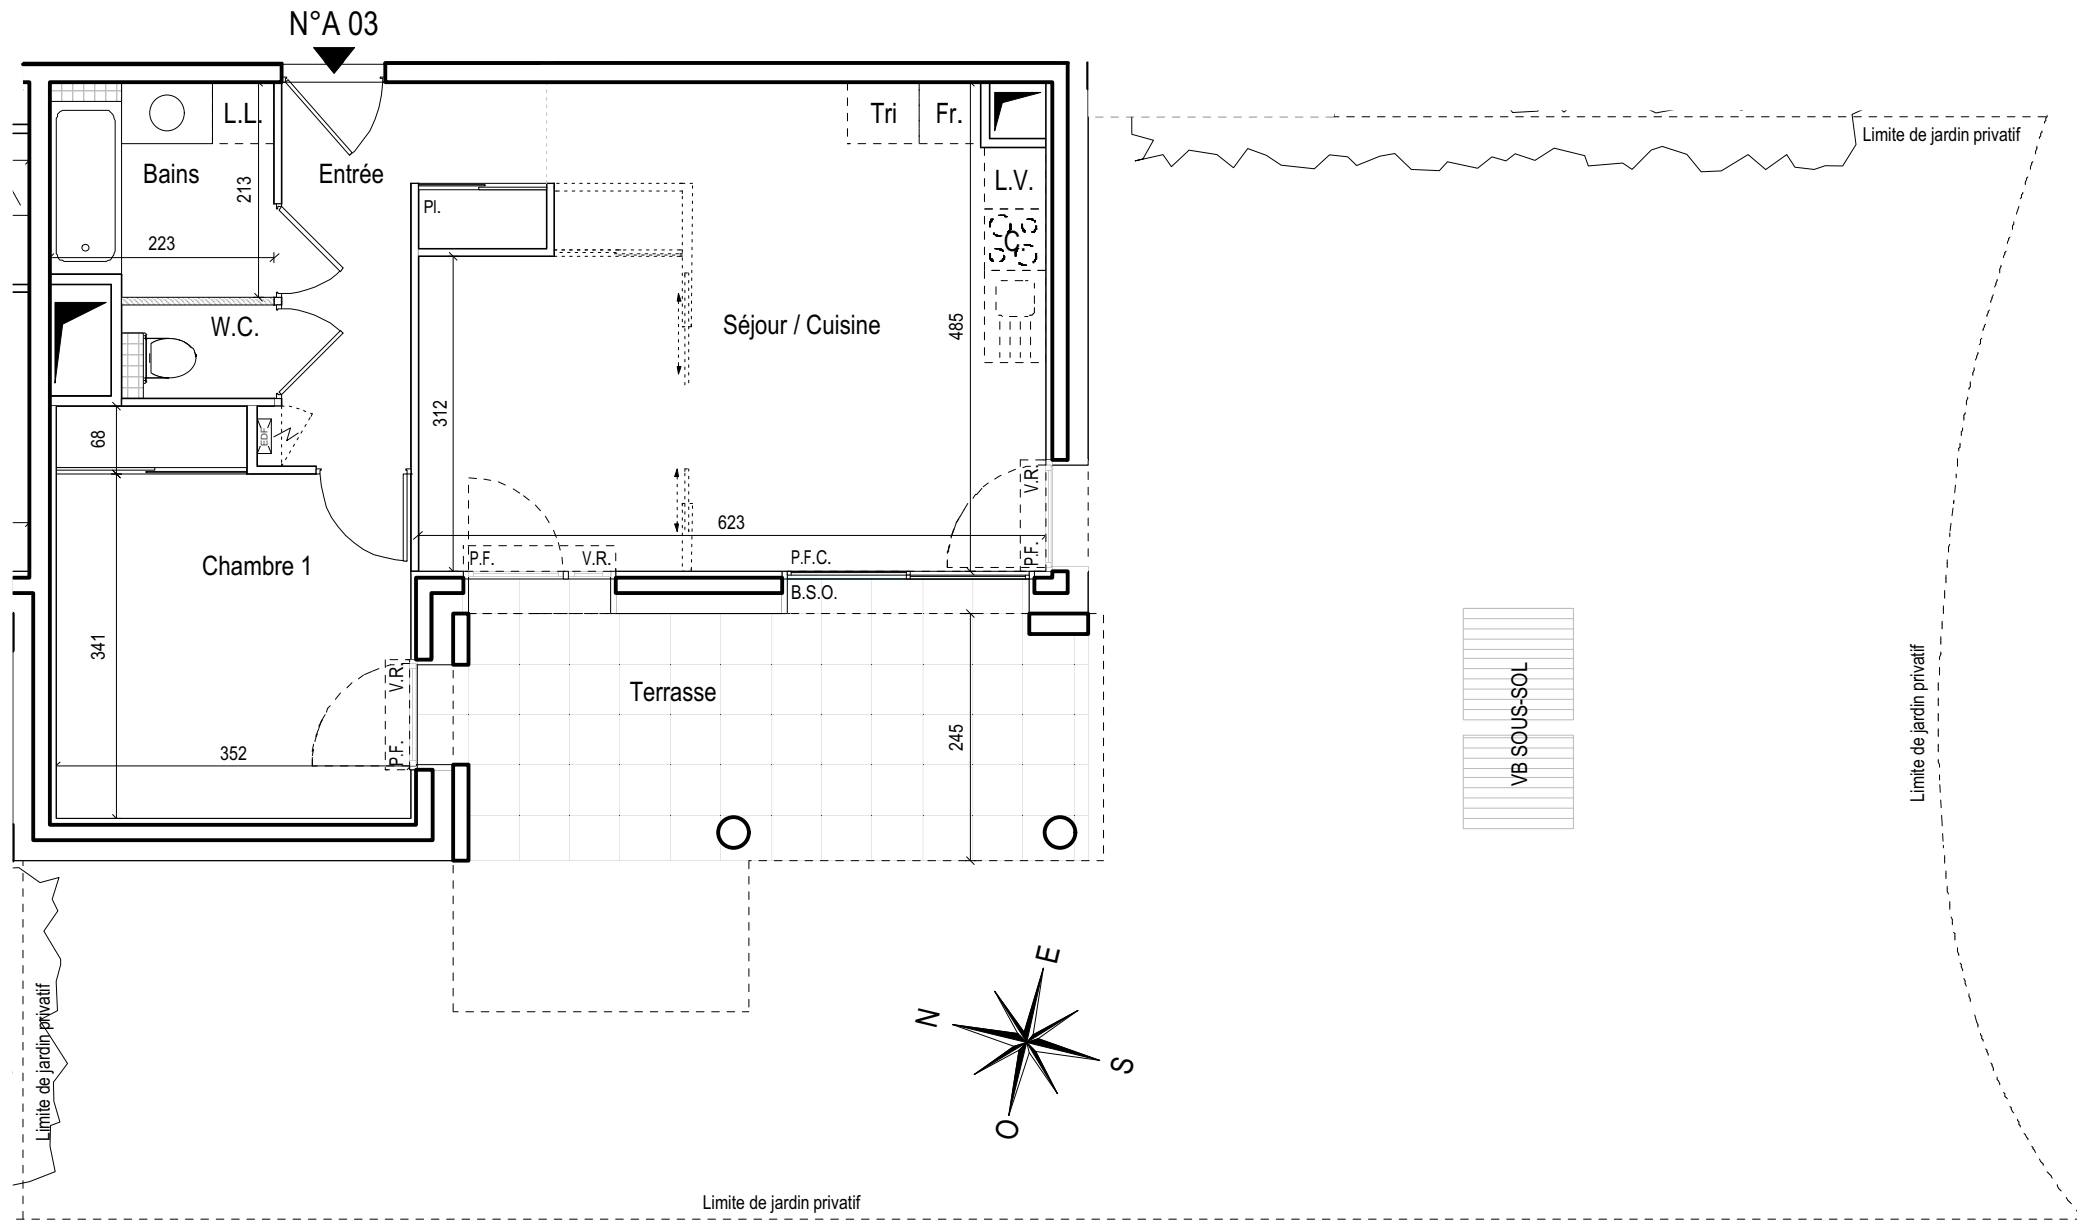 N°A 03
L.L.
Tri
Fr.
Limite de jardin privatif
Bains
213
Entrée
Pl.
L.V.
223
C.
W.C.
Séjour / Cuisine
485
312
68
EDF
V.R.
623
Chambre 1
P.F.
V.R.
P.F.C.
P.F.
B.S.O.
341
V.R.
Terrasse
VB SOUS-SOL
Limite de jardin privatif
352
P.F.
245
E
N
S
O
Limite de jardin privatif
Limite de jardin privatif